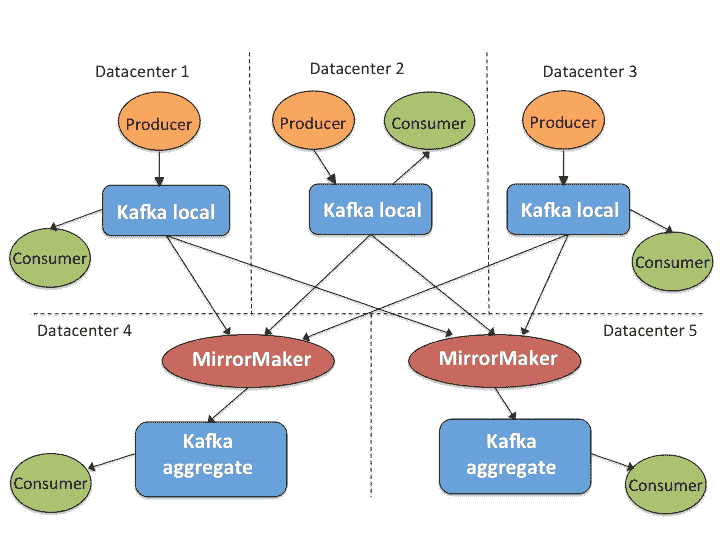 Datacenter 1
Datacenter 2
Datacenter 3
Producer
Producer
Consumer
Producer
Kafka local
Kafka local
Kafka local
Consumer
Consumer
Datacenter 4
Datacenter 5
MirrorMaker
MirrorMaker
Kafka
aggregate
Kafka
aggregate
Consumer
Consumer